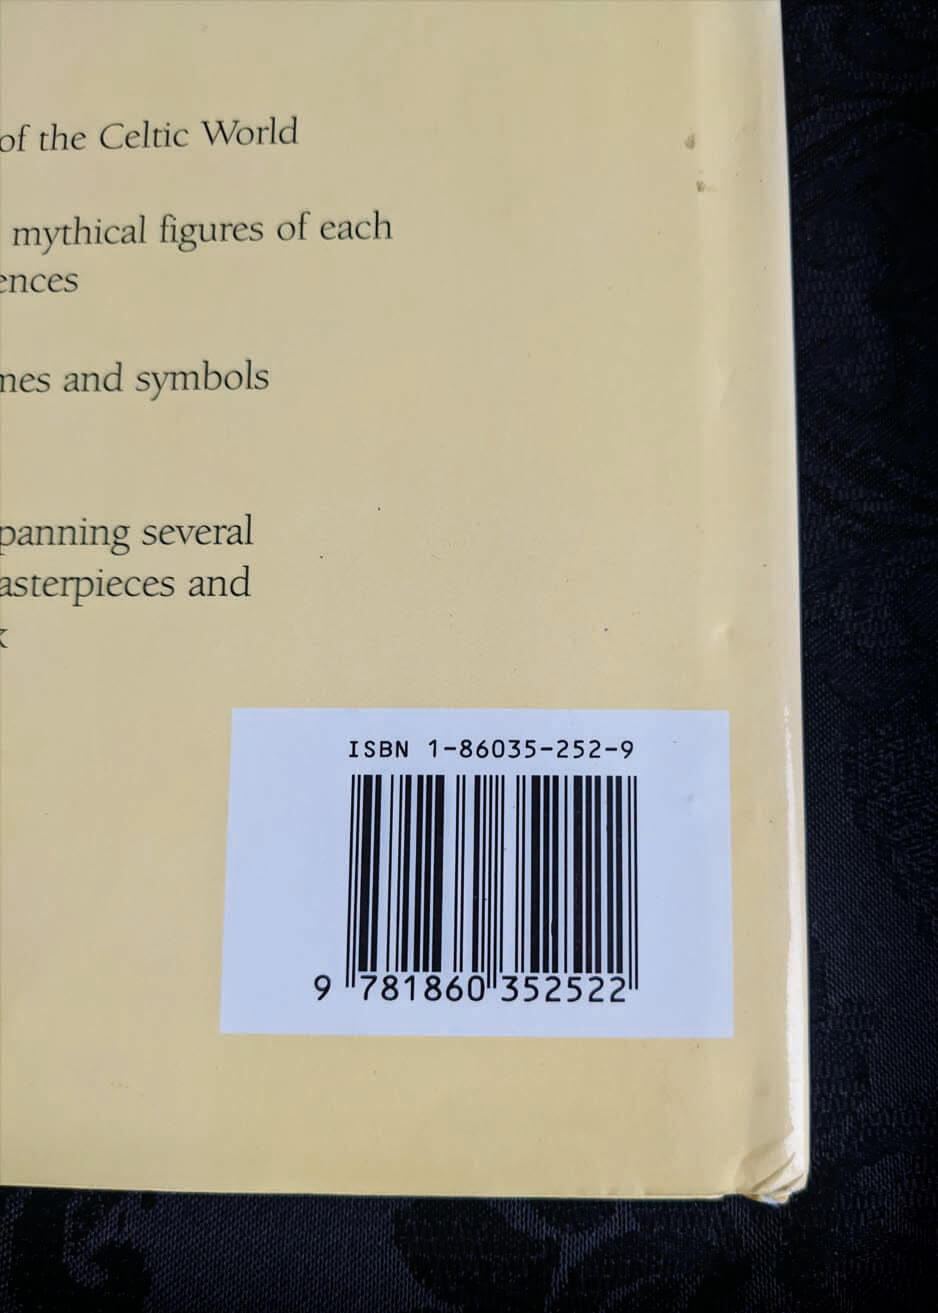 of the Celtic World
mythical figures of each
ences
mes and symbols
panning several
asterpieces and
ISBN 1-86035-252-9
9 781860 352522